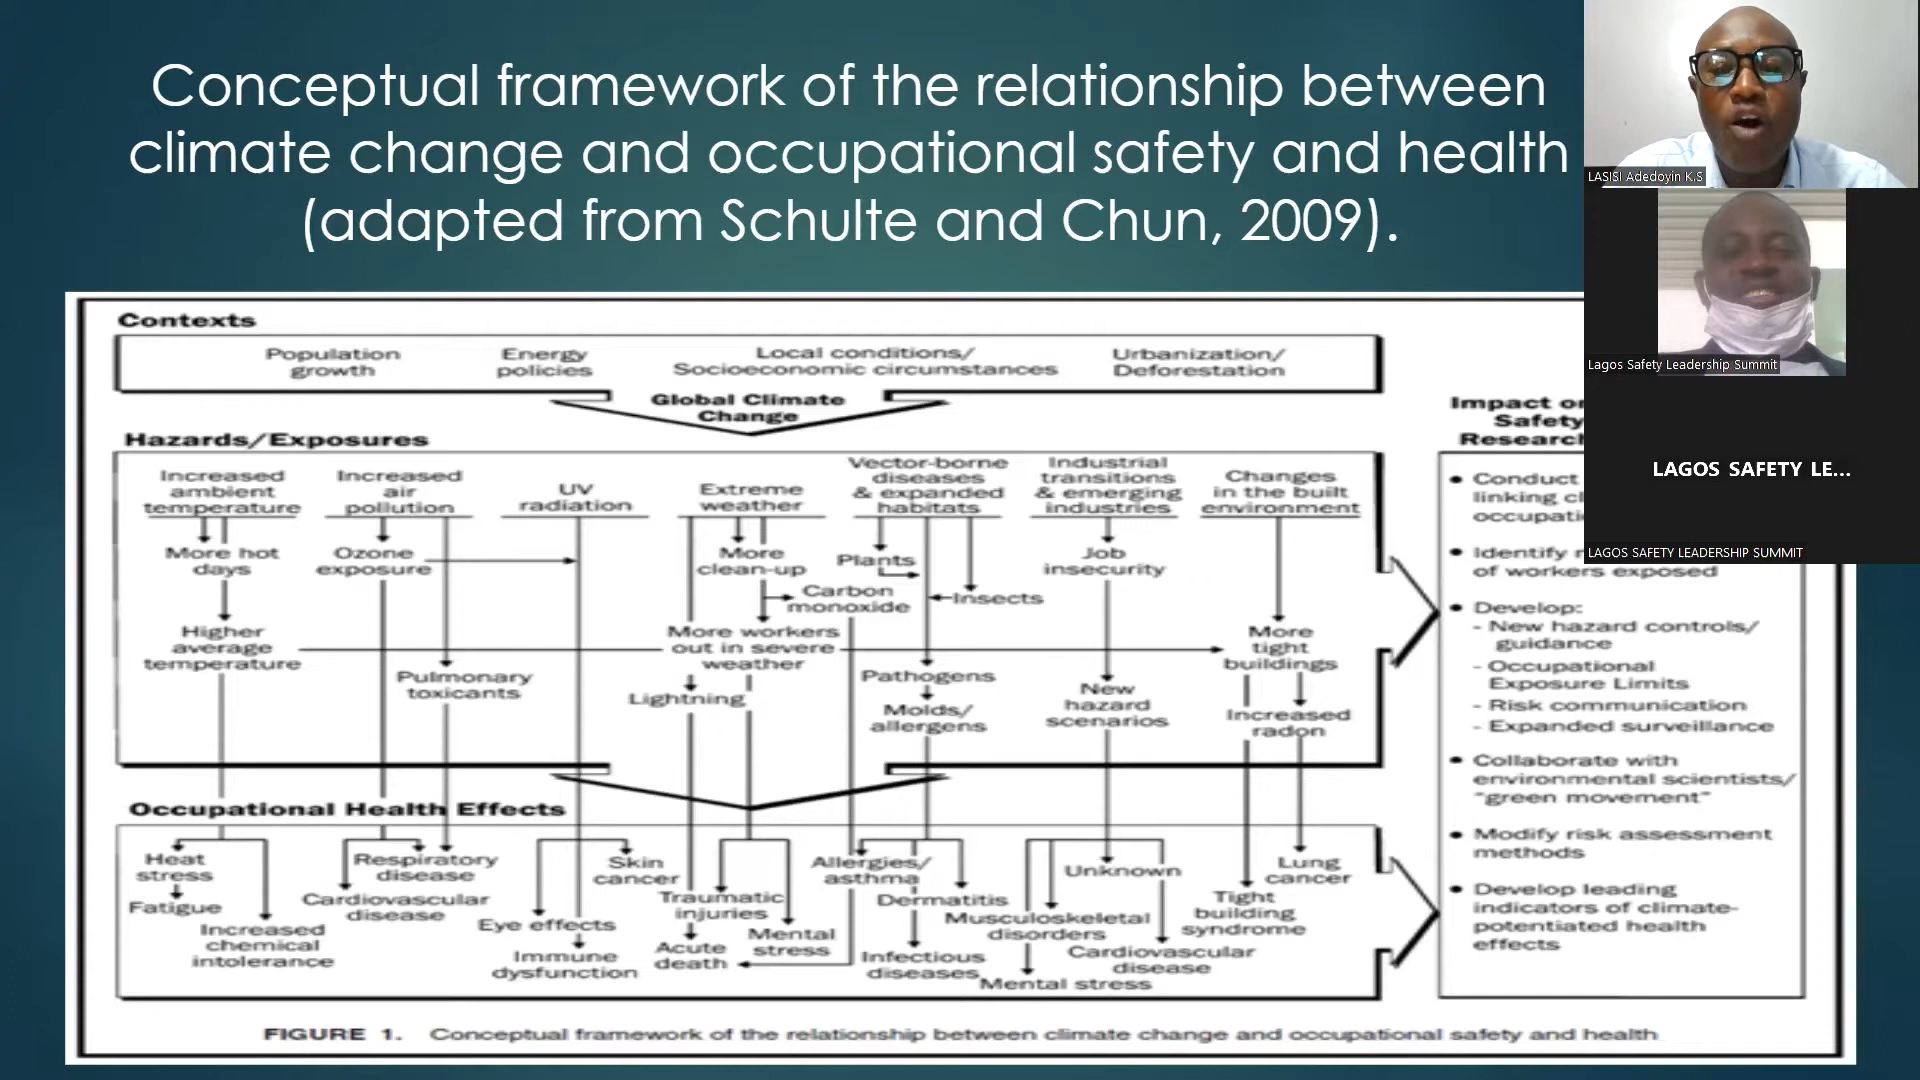 Conceptual framework of the relationship between
climate change and occupational safety and health
(adapted from Schulte and Chun, 2009).
LASISI Adedoyin K.S
Lagos Safety Leadership Summit
LAGOS SAFETY LE...
LAGOS SAFETY LEADERSHIP SUMMIT
Contexts
Population
growth
Energy
policies
Local conditions/
Socioeconomic circumstances
Urbanization/
Deforestation
Global Climate
Change
Hazards/Exposures
Increased
ambient
temperature
Increased
air
pollution
UV
radiation
Extreme
weather
Vector-borne
diseases
& expanded
habitats
Industrial
transitions
& emerging
industries
Changes
in the built
environment
More hot
days
Ozone
exposure
More
clean-up
Plants
Job
insecurity
Carbon
monoxide
Insects
Higher
average
temperature
More workers
out in severe
weather
More
tight
buildings
Pulmonary
toxicants
Lightning
Pathogens
Molds/
allergens
New
hazard
scenarios
Increased
radon
Occupational Health Effects
Heat
stress
Fatigue
Increased
chemical
intolerance
Respiratory
disease
Cardiovascular
disease
Skin
cancer
Eye effects
Immune
dysfunction
Traumatic
injuries
Acute
death
Mental
stress
Allergies/
asthma
Dermatitis
Infectious
diseases
Musculoskeletal
disorders
Mental stress
Unknown
Cardiovascular
disease
Tight
building
syndrome
Lung
cancer
Impact
Safety
Research
• Conduct
linking
• Identify
of workers exposed
• Develop:
- New hazard controls/
guidance
- Occupational
Exposure Limits
- Risk communication
- Expanded surveillance
• Collaborate with
environmental scientists/
"green movement"
• Modify risk assessment
methods
• Develop leading
indicators of climate-
potentiated health
effects
FIGURE 1. Conceptual framework of the relationship between climate change and occupational safety and health